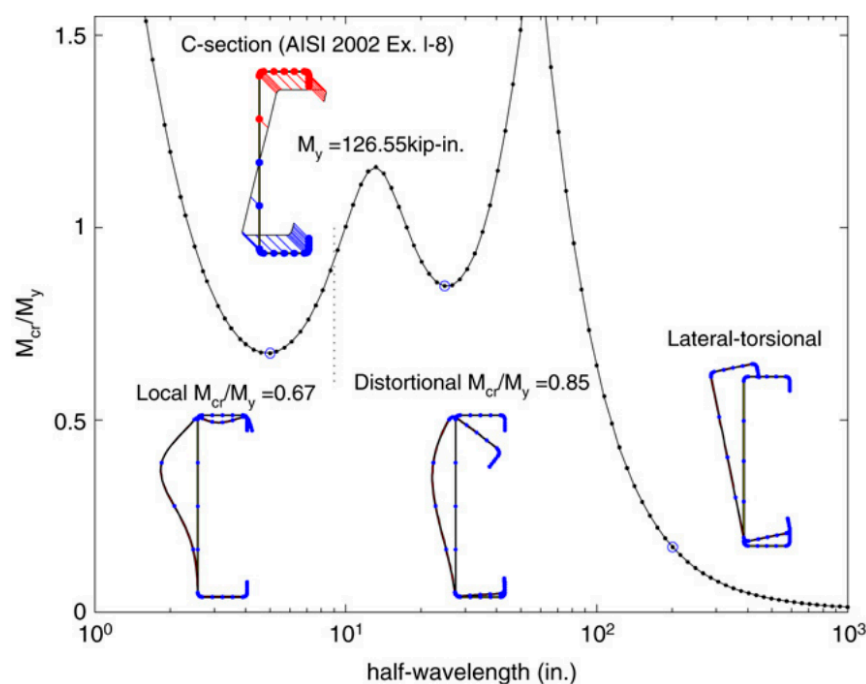 1.5
C-section (AISI 2002 Ex. I-8)
M_y =126.55kip-in.
1
M_cr/M_y
Lateral-torsional
Local M_cr/M_y =0.67
Distortional M_cr/M_y=0.85
0.5
0
10^0
10^1
10^2
10^3
half-wavelength (in.)